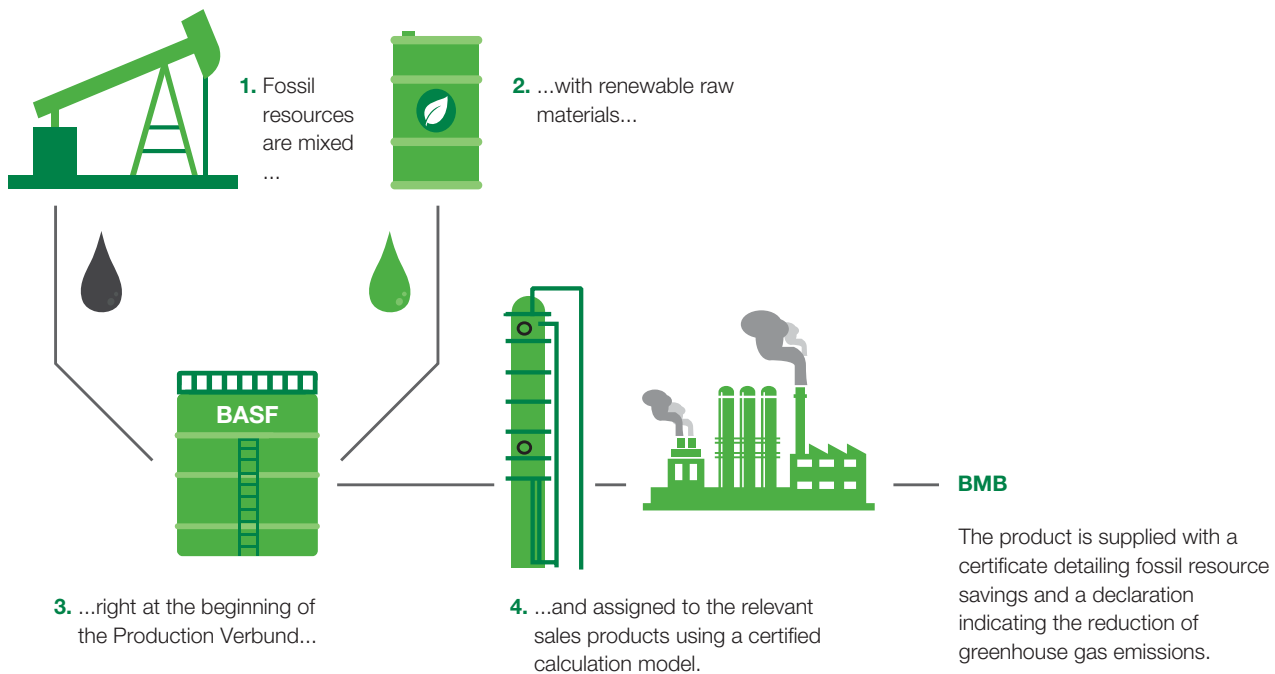 1. Fossil
resources
are mixed
...
2. ...with renewable raw
materials...
BASF
3. ...right at the beginning of
the Production Verbund...
4. ...and assigned to the relevant
sales products using a certified
calculation model.
BMB
The product is supplied with a
certificate detailing fossil resource
savings and a declaration
indicating the reduction of
greenhouse gas emissions.